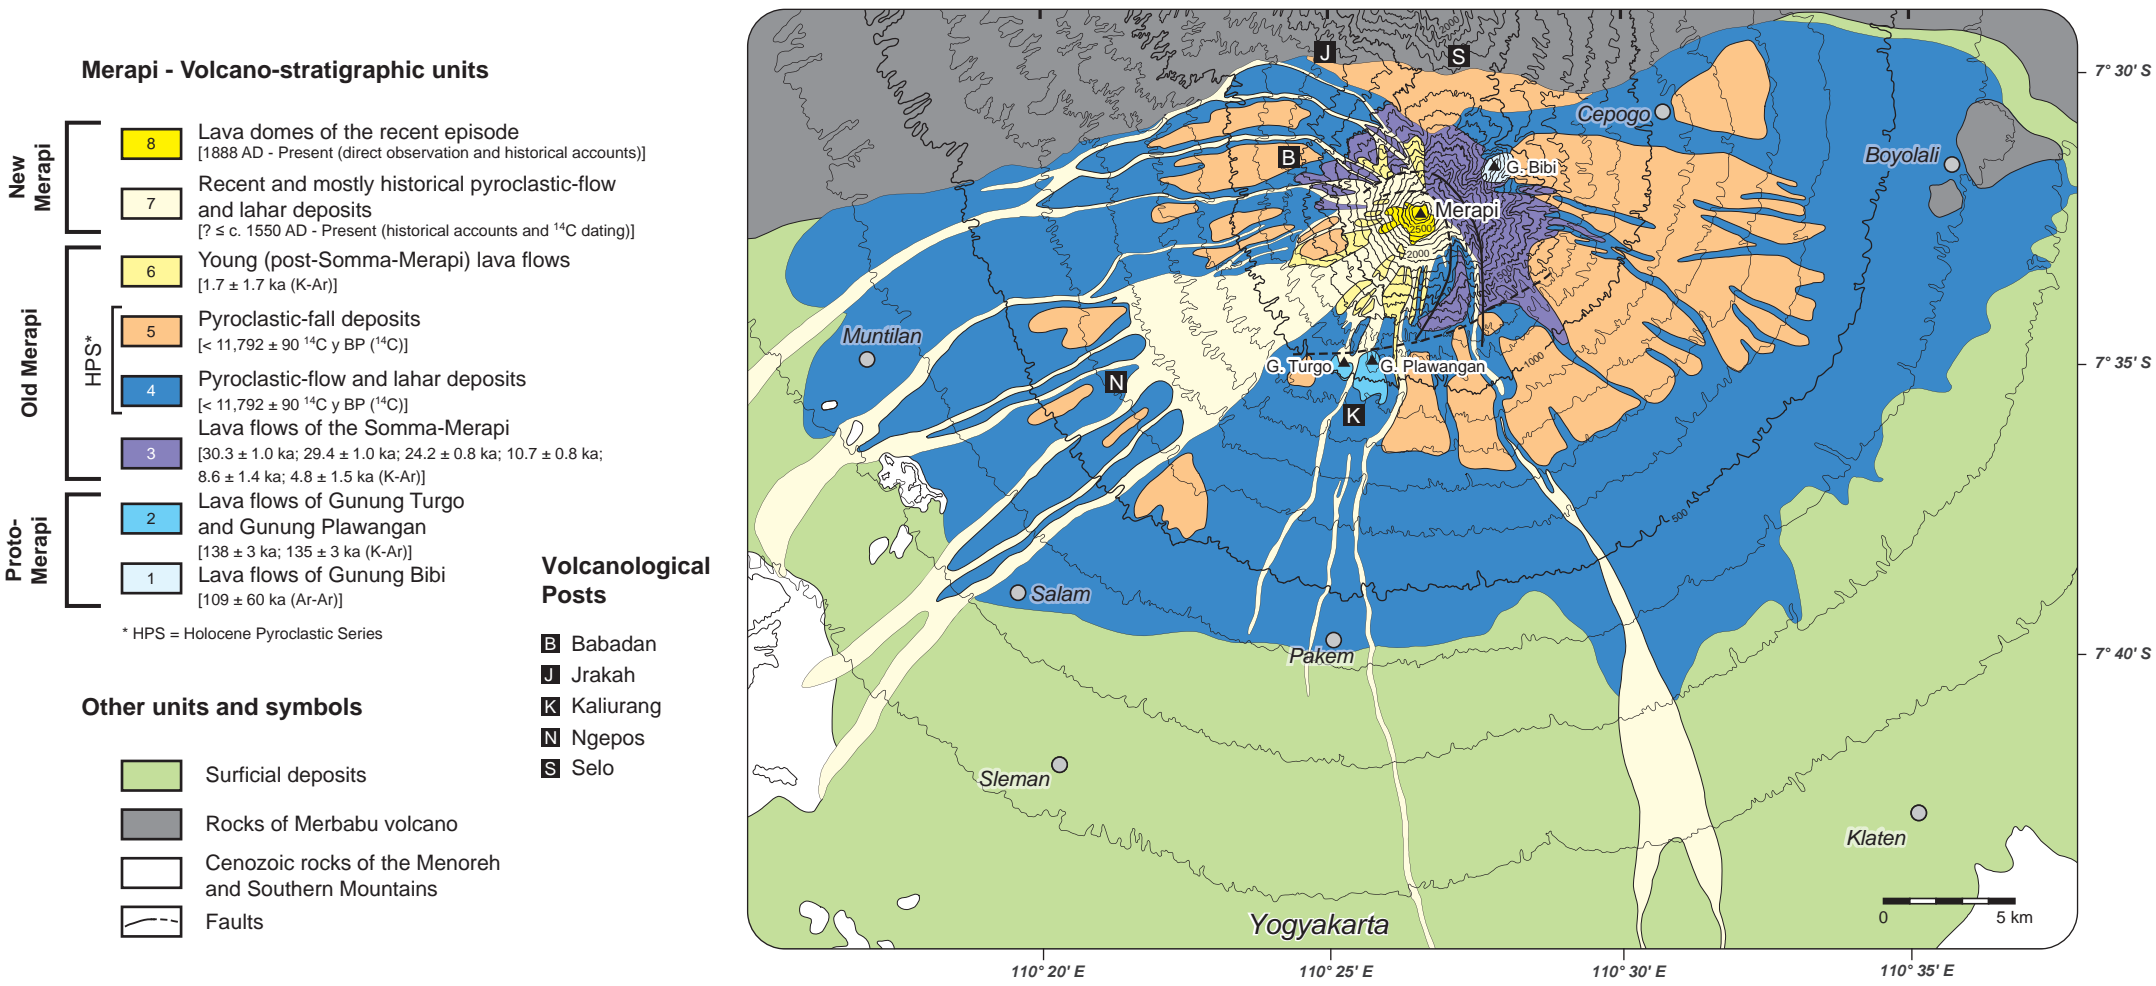 Merapi - Volcano-stratigraphic units
New
Merapi
8
Lava domes of the recent episode
[1888 AD - Present (direct observation and historical accounts)]
7
Recent and mostly historical pyroclastic-flow
and lahar deposits
[? ≤ c. 1550 AD - Present (historical accounts and ¹⁴C dating)]
Old Merapi
6
Young (post-Somma-Merapi) lava flows
[1.7 ± 1.7 ka (K-Ar)]
HPS*
5
Pyroclastic-fall deposits
[< 11,792 ± 90 ¹⁴C y BP (¹⁴C)]
4
Pyroclastic-flow and lahar deposits
[< 11,792 ± 90 ¹⁴C y BP (¹⁴C)]
3
Lava flows of the Somma-Merapi
[30.3 ± 1.0 ka; 29.4 ± 1.0 ka; 24.2 ± 0.8 ka; 10.7 ± 0.8 ka;
8.6 ± 1.4 ka; 4.8 ± 1.5 ka (K-Ar)]
Proto-
Merapi
2
Lava flows of Gunung Turgo
and Gunung Plawangan
[138 ± 3 ka; 135 ± 3 ka (K-Ar)]
1
Lava flows of Gunung Bibi
[109 ± 60 ka (Ar-Ar)]
* HPS = Holocene Pyroclastic Series
Other units and symbols
Surficial deposits
Rocks of Merbabu volcano
Cenozoic rocks of the Menoreh
and Southern Mountains
Faults
Volcanological
Posts
B Babadan
J Jrakah
K Kaliurang
N Ngepos
S Selo
2000
J
S
7° 30' S
Cepogo
Boyolali
B
G. Bibi
Merapi
2500
2000
Muntilan
1000
7° 35' S
G. Turgo
G. Plawangan
N
K
500
Salam
Pakem
7° 40' S
Sleman
Klaten
Yogyakarta
0
5 km
110° 20' E
110° 25' E
110° 30' E
110° 35' E